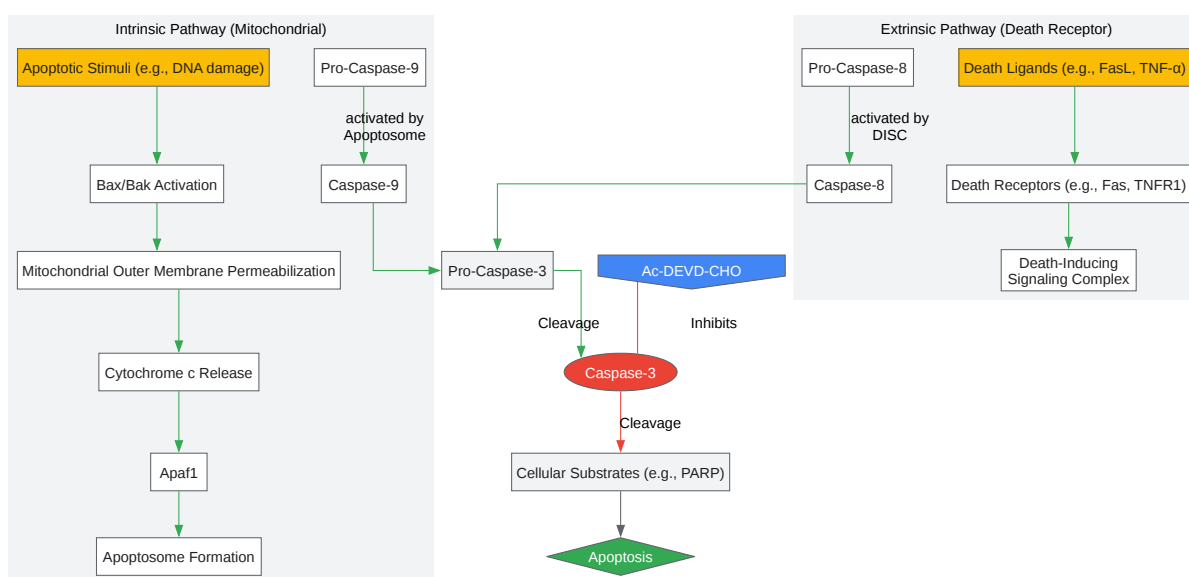 Intrinsic Pathway (Mitochondrial)
Extrinsic Pathway (Death Receptor)
Apoptotic Stimuli (e.g., DNA damage)
Pro-Caspase-9
Pro-Caspase-8
Death Ligands (e.g., FasL, TNF-α)
activated by
Apoptosome
activated by
DISC
Bax/Bak Activation
Caspase-9
Caspase-8
Death Receptors (e.g., Fas, TNFR1)
Mitochondrial Outer Membrane Permeabilization
Pro-Caspase-3
Ac-DEVD-CHO
Death-Inducing
Signaling Complex
Cleavage
Inhibits
Cytochrome c Release
Caspase-3
Cleavage
Apaf1
Cellular Substrates (e.g., PARP)
Apoptosome Formation
Apoptosis